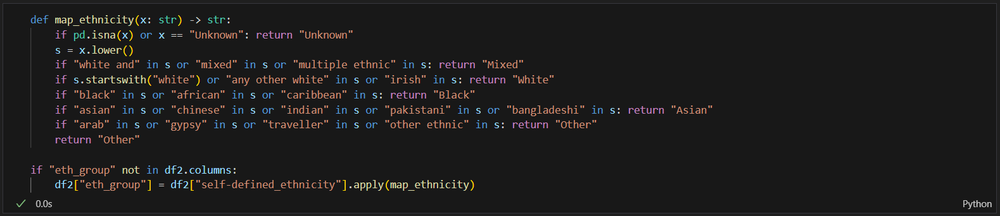 def map_ethnicity(x: str) -> str:
    if pd.isna(x) or x == "Unknown": return "Unknown"
    s = x.lower()
    if "white and" in s or "mixed" in s or "multiple ethnic" in s: return "Mixed"
    if s.startswith("white") or "any other white" in s or "irish" in s: return "White"
    if "black" in s or "african" in s or "caribbean" in s: return "Black"
    if "asian" in s or "chinese" in s or "indian" in s or "pakistani" in s or "bangladeshi" in s: return "Asian"
    if "arab" in s or "gypsy" in s or "traveller" in s or "other ethnic" in s: return "Other"
    return "Other"

if "eth_group" not in df2.columns:
    df2["eth_group"] = df2["self-defined_ethnicity"].apply(map_ethnicity)
0.0s
Python